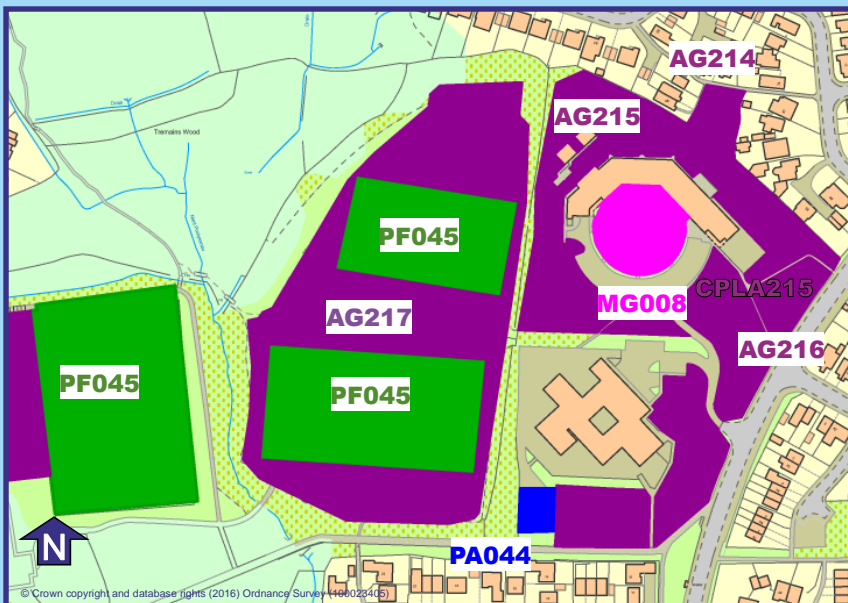 AG214
AG215
Tremains Wood
PF045
CPLA215
MG008
AG217
AG216
PF045
PF045
N
PA044
© Crown copyright and database rights (2016) Ordnance Survey (100023405)